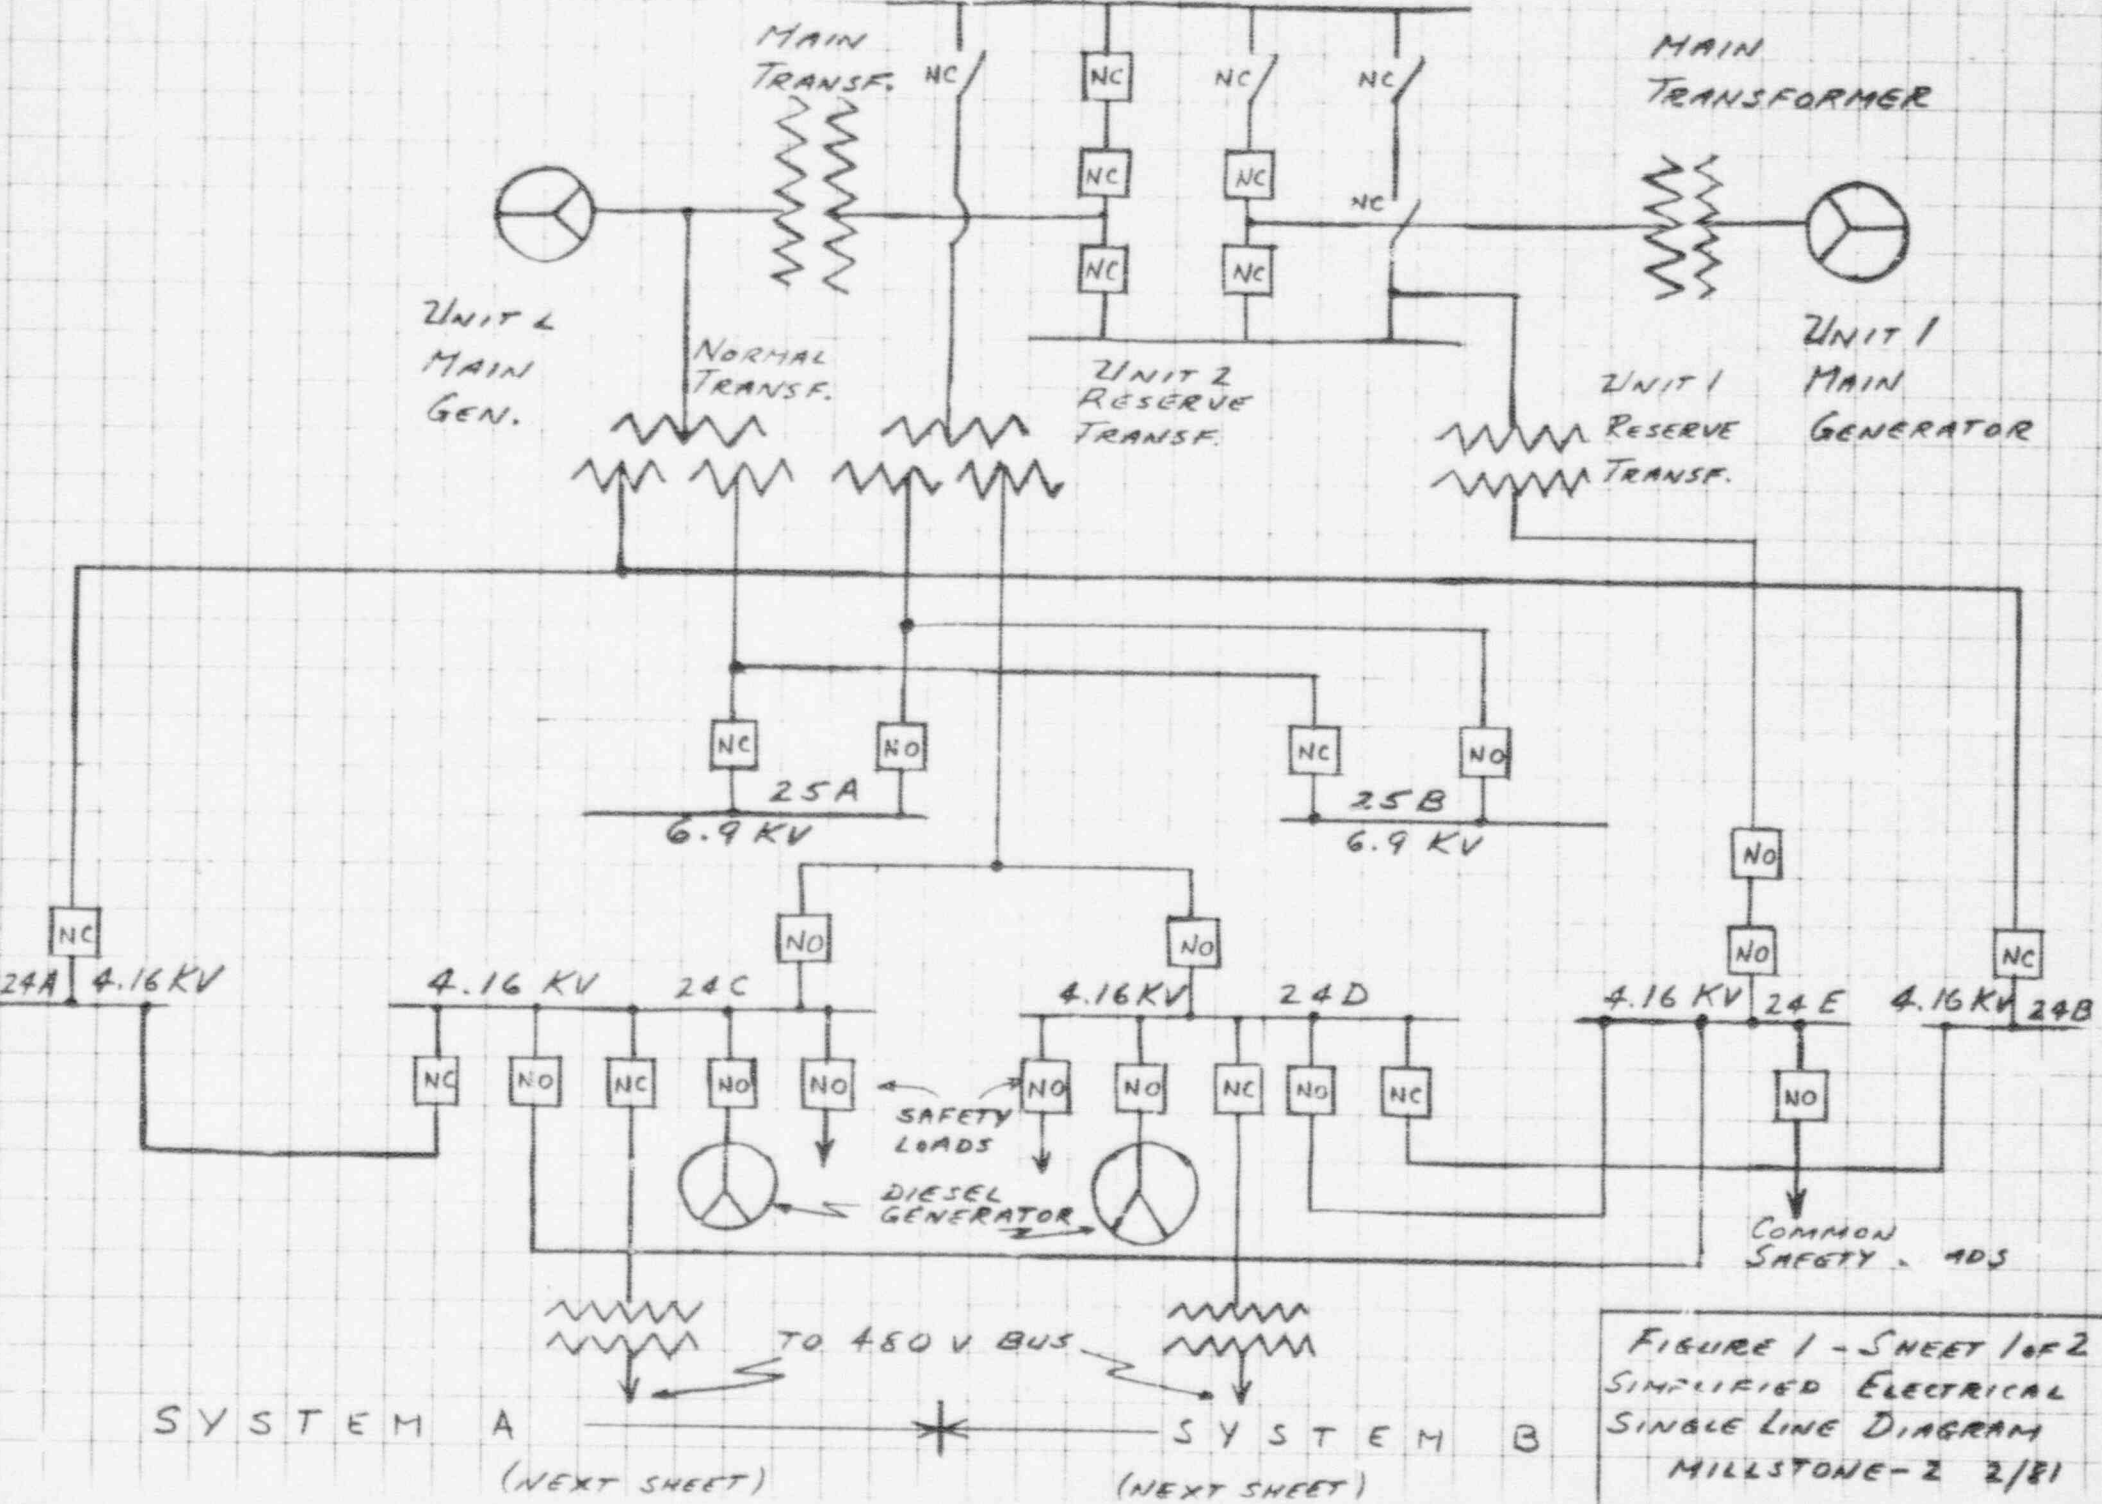 MAIN
TRANSF.
NC
NC
NC
NC
MAIN
TRANSFORMER
NC
NC
NC
NC
NC
UNIT 2
MAIN
GEN.
NORMAL
TRANSF.
UNIT 2
RESERVE
TRANSF.
UNIT 1
RESERVE
TRANSF.
UNIT 1
MAIN
GENERATOR
NC
NO
25A
6.9 KV
NC
NO
25B
6.9 KV
NO
NO
NC
24A 4.16 KV
NO
4.16 KV 24C
NO
4.16 KV 24D
4.16 KV 24E
NC
4.16 KV 24B
NC
NO
NC
NO
NO
SAFETY
LOADS
NO
NO
NC
NO
NC
NO
DIESEL
GENERATOR
COMMON
SAFETY
TO 480 V BUS
SYSTEM A
SYSTEM B
(NEXT SHEET)
(NEXT SHEET)
FIGURE 1 - SHEET 1 OF 2
SIMPLIFIED ELECTRICAL
SINGLE LINE DIAGRAM
MILLSTONE-2 2/81